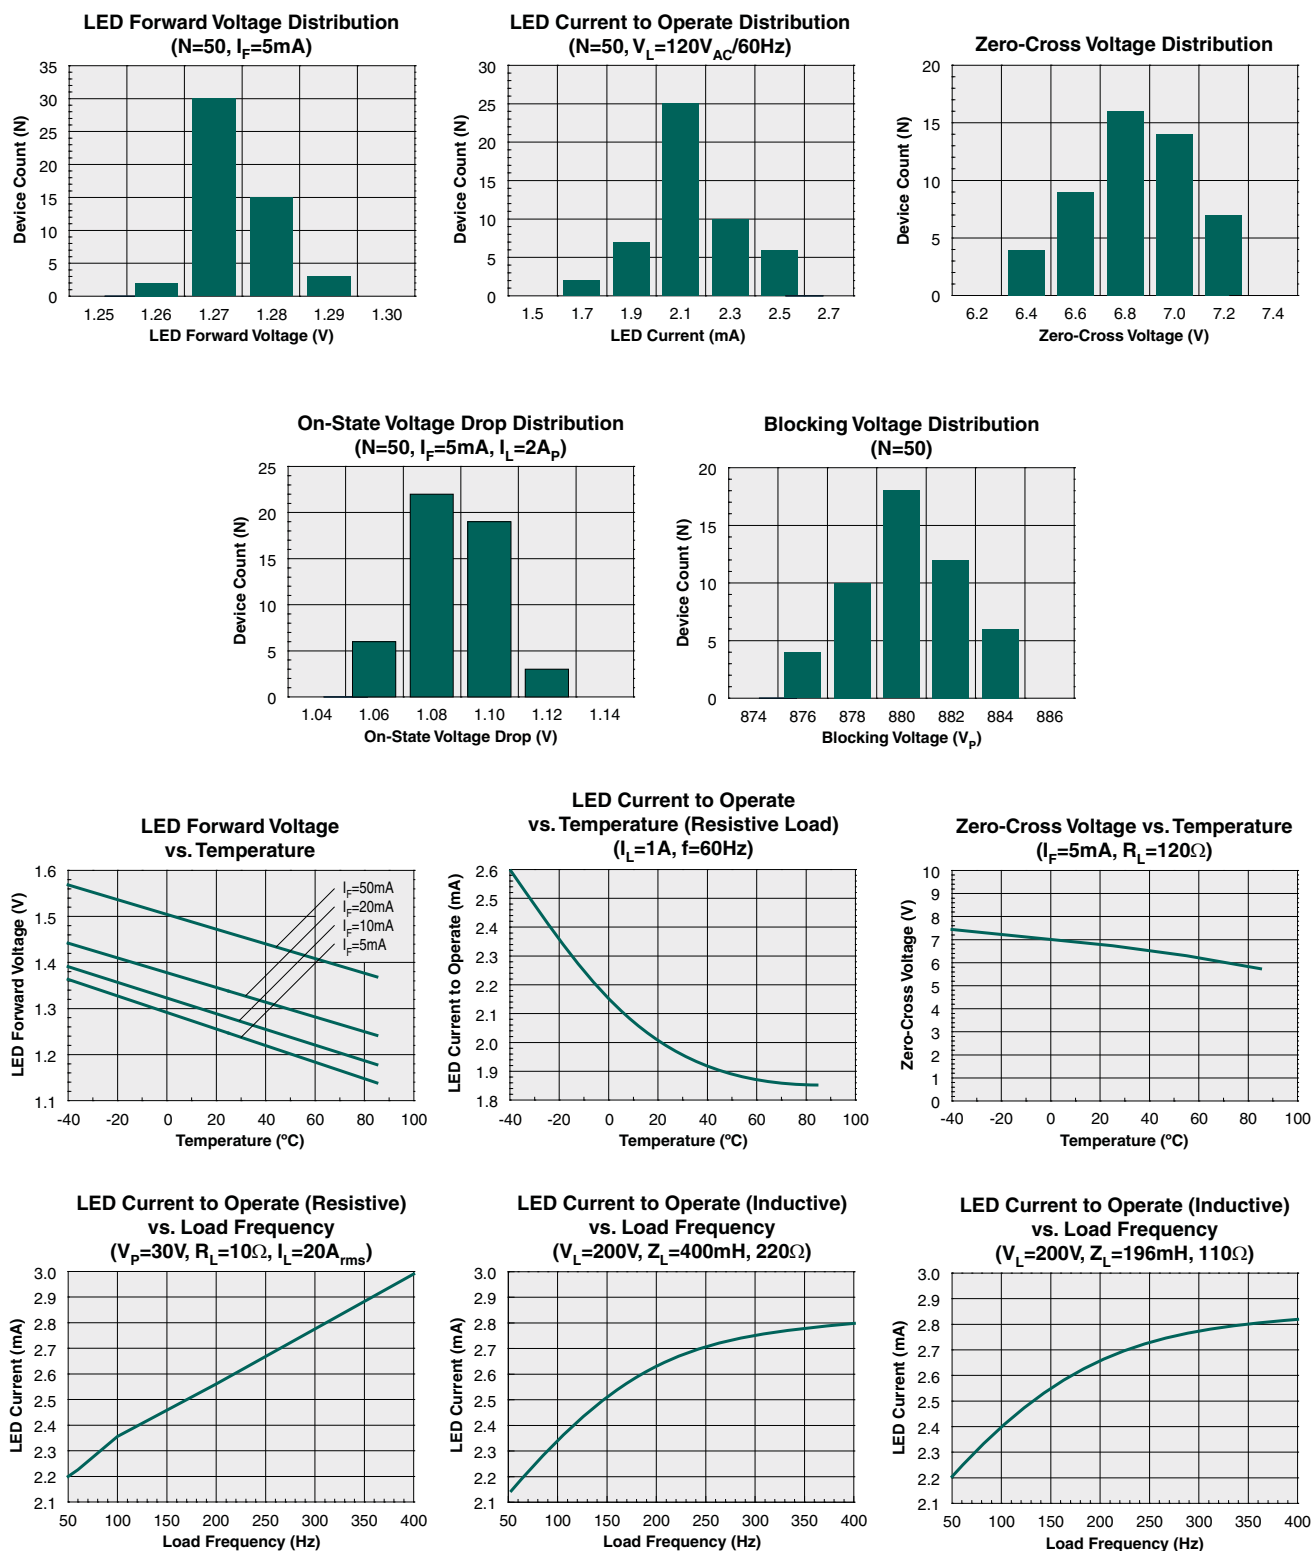 LED Forward Voltage Distribution
(N=50, IF=5mA)
Device Count (N)
35
30
25
20
15
10
5
0
1.25 1.26 1.27 1.28 1.29 1.30
LED Forward Voltage (V)
LED Current to Operate Distribution
(N=50, VL=120VAC/60Hz)
Device Count (N)
30
25
20
15
10
5
0
1.5 1.7 1.9 2.1 2.3 2.5 2.7
LED Current (mA)
Zero-Cross Voltage Distribution
Device Count (N)
20
15
10
5
0
6.2 6.4 6.6 6.8 7.0 7.2 7.4
Zero-Cross Voltage (V)
On-State Voltage Drop Distribution
(N=50, IF=5mA, IL=2AP)
Device Count (N)
25
20
15
10
5
0
1.04 1.06 1.08 1.10 1.12 1.14
On-State Voltage Drop (V)
Blocking Voltage Distribution
(N=50)
Device Count (N)
20
15
10
5
0
874 876 878 880 882 884 886
Blocking Voltage (VP)
LED Forward Voltage
vs. Temperature
LED Forward Voltage (V)
1.6
1.5
1.4
1.3
1.2
1.1
IF=50mA
IF=20mA
IF=10mA
IF=5mA
-40 -20 0 20 40 60 80 100
Temperature (ºC)
LED Current to Operate
vs. Temperature (Resistive Load)
(IL=1A, f=60Hz)
LED Current to Operate (mA)
2.6
2.5
2.4
2.3
2.2
2.1
2.0
1.9
1.8
-40 -20 0 20 40 60 80 100
Temperature (ºC)
Zero-Cross Voltage vs. Temperature
(IF=5mA, RL=120Ω)
Zero-Cross Voltage (V)
10
9
8
7
6
5
4
3
2
1
0
-40 -20 0 20 40 60 80 100
Temperature (ºC)
LED Current to Operate (Resistive)
vs. Load Frequency
(VP=30V, RL=10Ω, IL=20Arms)
LED Current (mA)
3.0
2.9
2.8
2.7
2.6
2.5
2.4
2.3
2.2
2.1
50 100 150 200 250 300 350 400
Load Frequency (Hz)
LED Current to Operate (Inductive)
vs. Load Frequency
(VL=200V, ZL=400mH, 220Ω)
LED Current (mA)
3.0
2.9
2.8
2.7
2.6
2.5
2.4
2.3
2.2
2.1
50 100 150 200 250 300 350 400
Load Frequency (Hz)
LED Current to Operate (Inductive)
vs. Load Frequency
(VL=200V, ZL=196mH, 110Ω)
LED Current (mA)
3.0
2.9
2.8
2.7
2.6
2.5
2.4
2.3
2.2
2.1
50 100 150 200 250 300 350 400
Load Frequency (Hz)